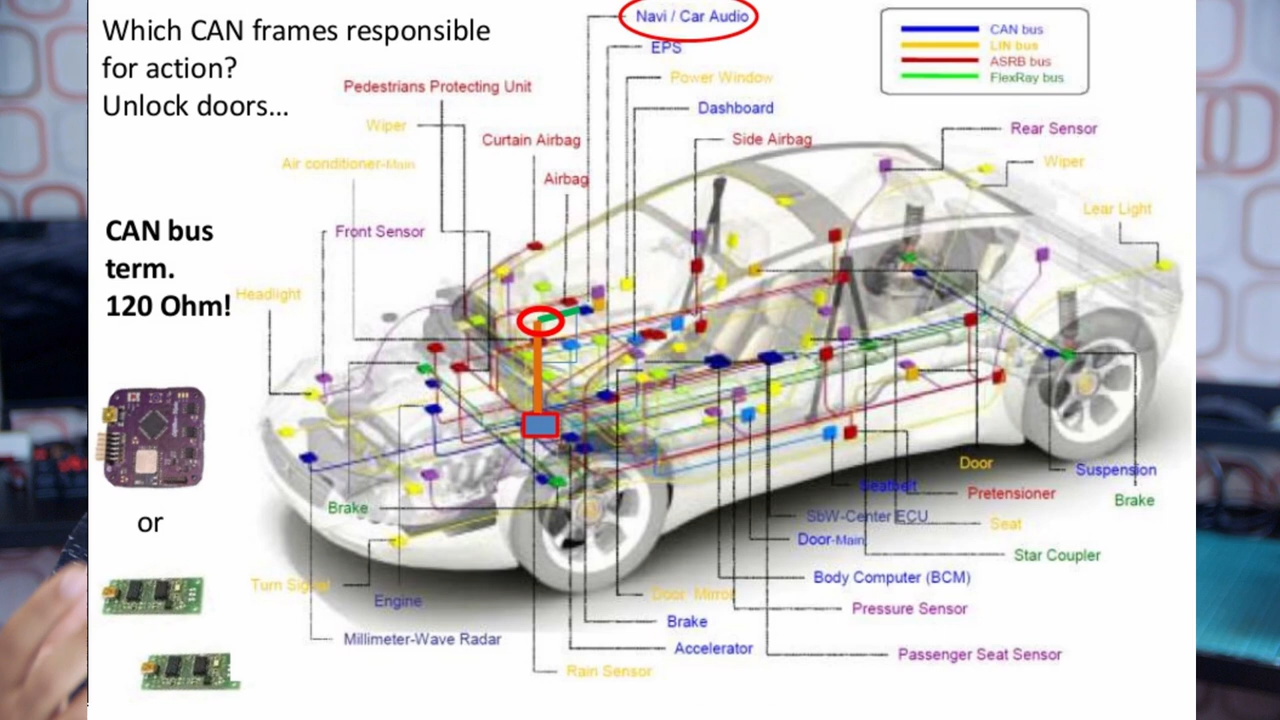 Which CAN frames responsible
for action?
Unlock doors...
Navi / Car Audio
EPS
Power Window
Dashboard
CAN bus
LIN bus
ASRB bus
FlexRay bus
Pedestrians Protecting Unit
Wiper
Curtain Airbag
Side Airbag
Rear Sensor
Wiper
Air conditioner-Main
Airbag
Lear Light
CAN bus
term.
120 Ohm!
Front Sensor
Headlight
or
Door
Suspension
Seatbelt
Pretensioner
Brake
Brake
SbW-Center ECU
Seat
Door-Main
Star Coupler
Turn Signal
Engine
Door Mirror
Body Computer (BCM)
Pressure Sensor
Brake
Millimeter-Wave Radar
Accelerator
Passenger Seat Sensor
Rain Sensor